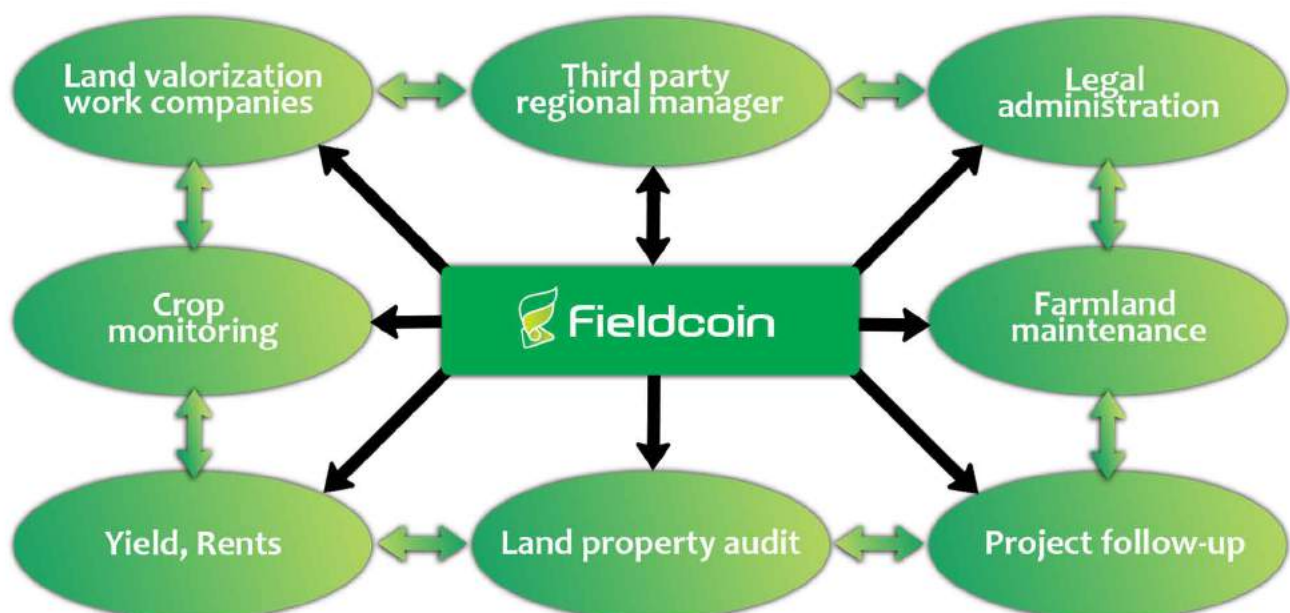 Land valorization
work companies
Third party
regional manager
Legal
administration
Crop
monitoring
Fieldcoin
Farmland
maintenance
Yield, Rents
Land property audit
Project follow-up